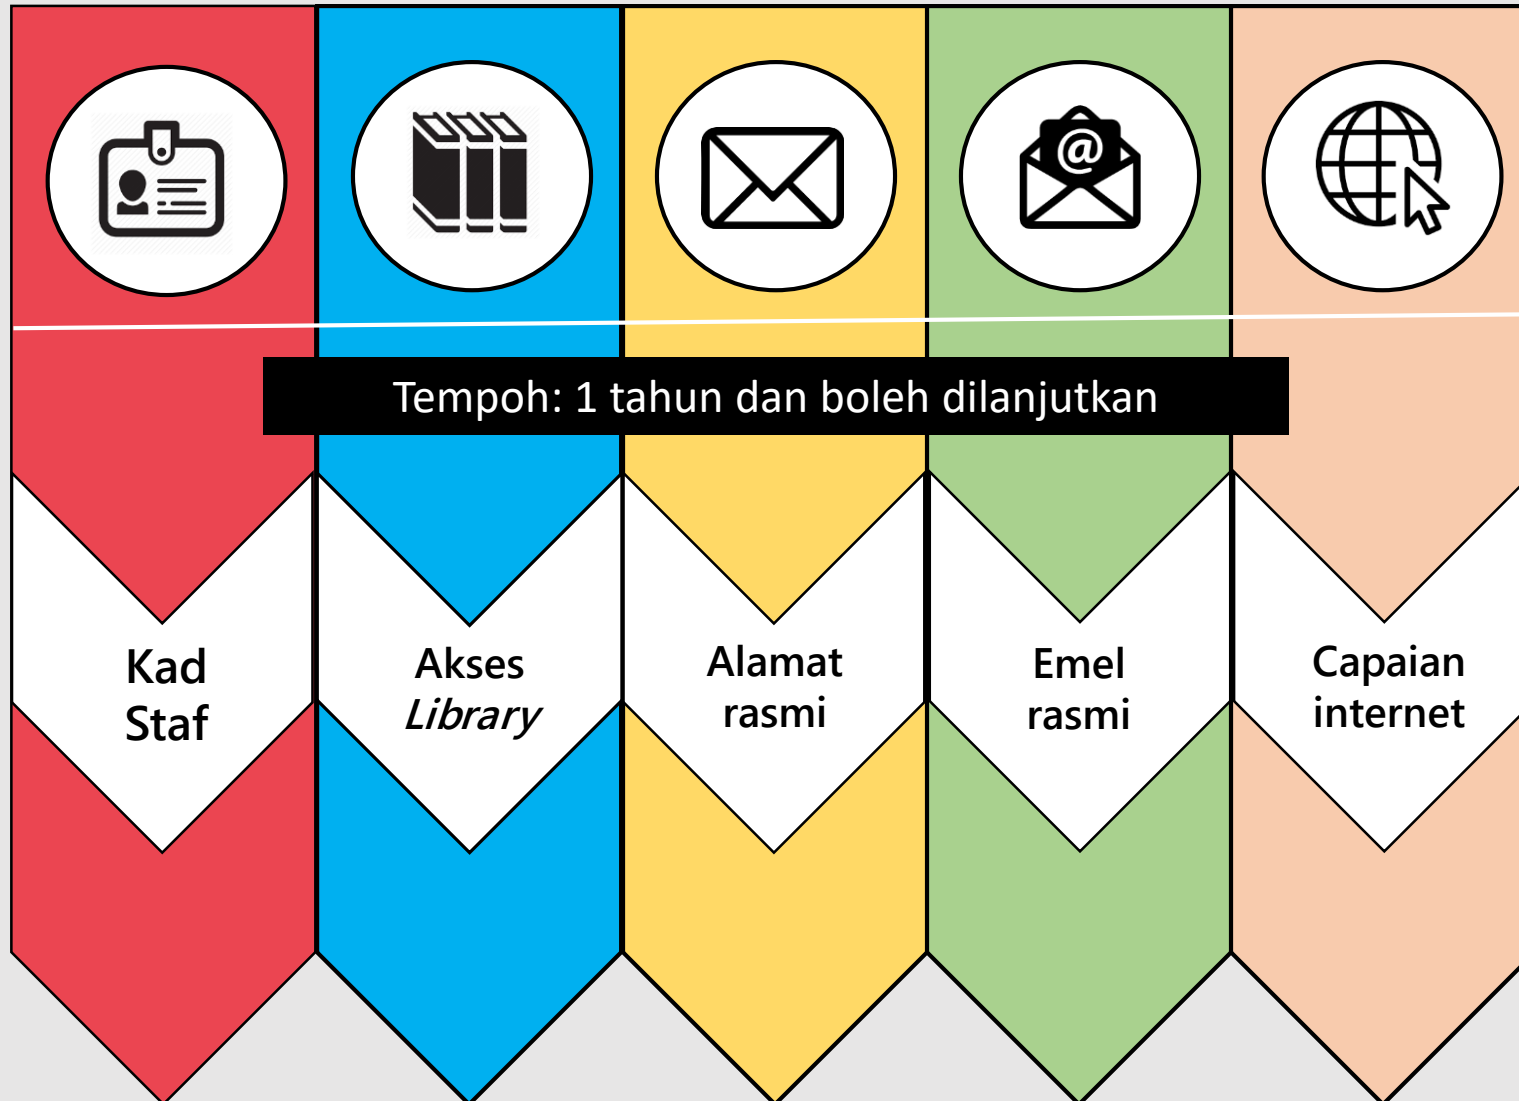 @
Tempoh: 1 tahun dan boleh dilanjutkan
Kad
Staf
Akses
Library
Alamat
rasmi
Emel
rasmi
Capaian
internet